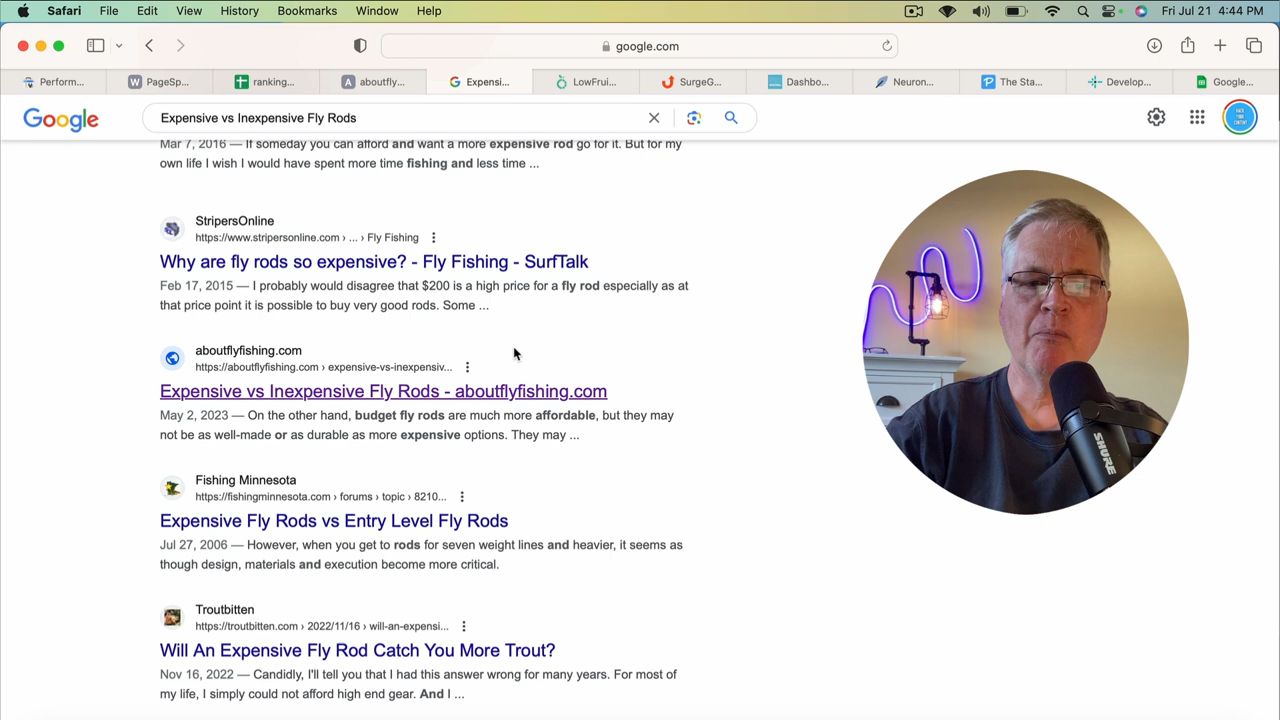 Safari File Edit View History Bookmarks Window Help Fri Jul 21 4:44 PM
google.com
Perform... PageSp... ranking... aboutfly... Expensi... LowFrui... SurgeG... Dashbo... Neuron... The Sta... Develop... Google...
Google Expensive vs Inexpensive Fly Rods
Mar 7, 2016 — If someday you can afford and want a more expensive rod go for it. But for my
own life I wish I would have spent more time fishing and less time ...
StripersOnline
https://www.stripersonline.com › ... › Fly Fishing
Why are fly rods so expensive? - Fly Fishing - SurfTalk
Feb 17, 2015 — I probably would disagree that $200 is a high price for a fly rod especially as at
that price point it is possible to buy very good rods. Some ...
aboutflyfishing.com
https://aboutflyfishing.com › expensive-vs-inexpensiv...
Expensive vs Inexpensive Fly Rods - aboutflyfishing.com
May 2, 2023 — On the other hand, budget fly rods are much more affordable, but they may
not be as well-made or as durable as more expensive options. They may ...
Fishing Minnesota
https://fishingminnesota.com › forums › topic › 8210...
Expensive Fly Rods vs Entry Level Fly Rods
Jul 27, 2006 — However, when you get to rods for seven weight lines and heavier, it seems as
though design, materials and execution become more critical.
Troutbitten
https://troutbitten.com › 2022/11/16 › will-an-expensi...
Will An Expensive Fly Rod Catch You More Trout?
Nov 16, 2022 — Candidly, I'll tell you that I had this answer wrong for many years. For most of
my life, I simply could not afford high end gear. And I ...
SHURE